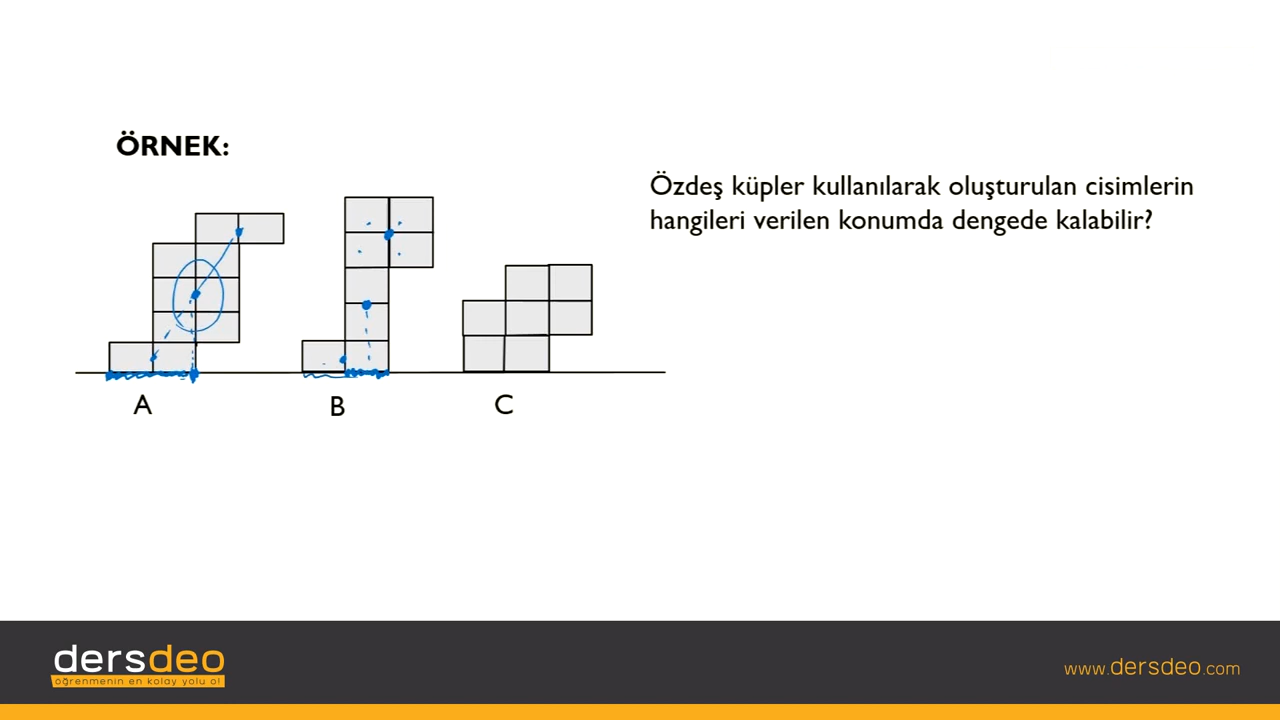 ÖRNEK:
Özdeş küpler kullanılarak oluşturulan cisimlerin
hangileri verilen konumda dengede kalabilir?
A
B
C
dersdeo
öğrenmenin en kolay yolu o!
www.dersdeo.com